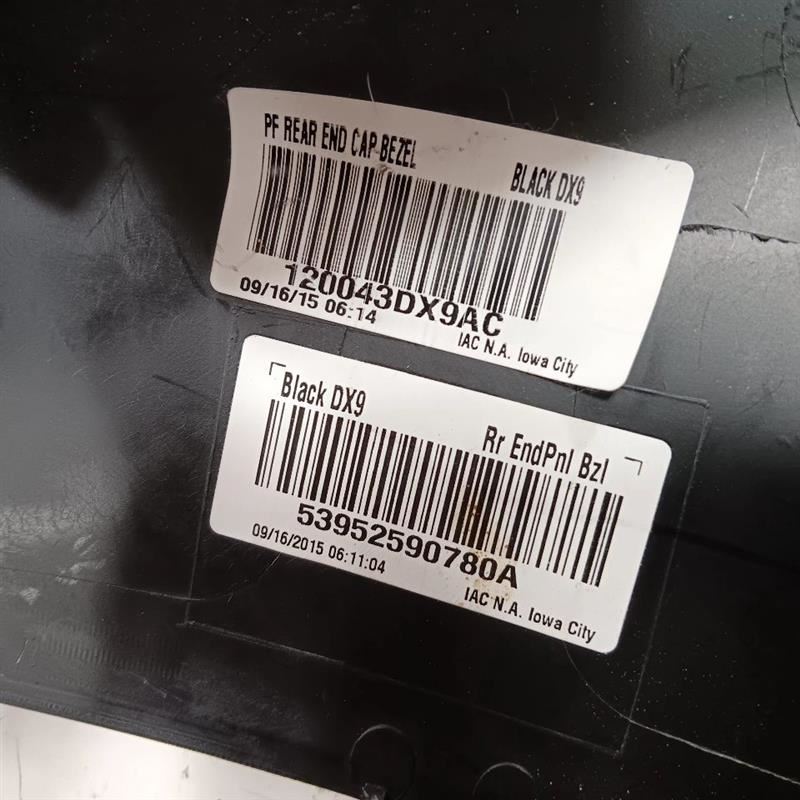 PF REAR END CAP BEZEL
BLACK DX9
120043DX9AC
09/16/15 06:14
IAC N.A. Iowa City
Black DX9
Rr EndPnl Bzl
53952590780A
09/16/2015 06:11:04
IAC N.A. Iowa City